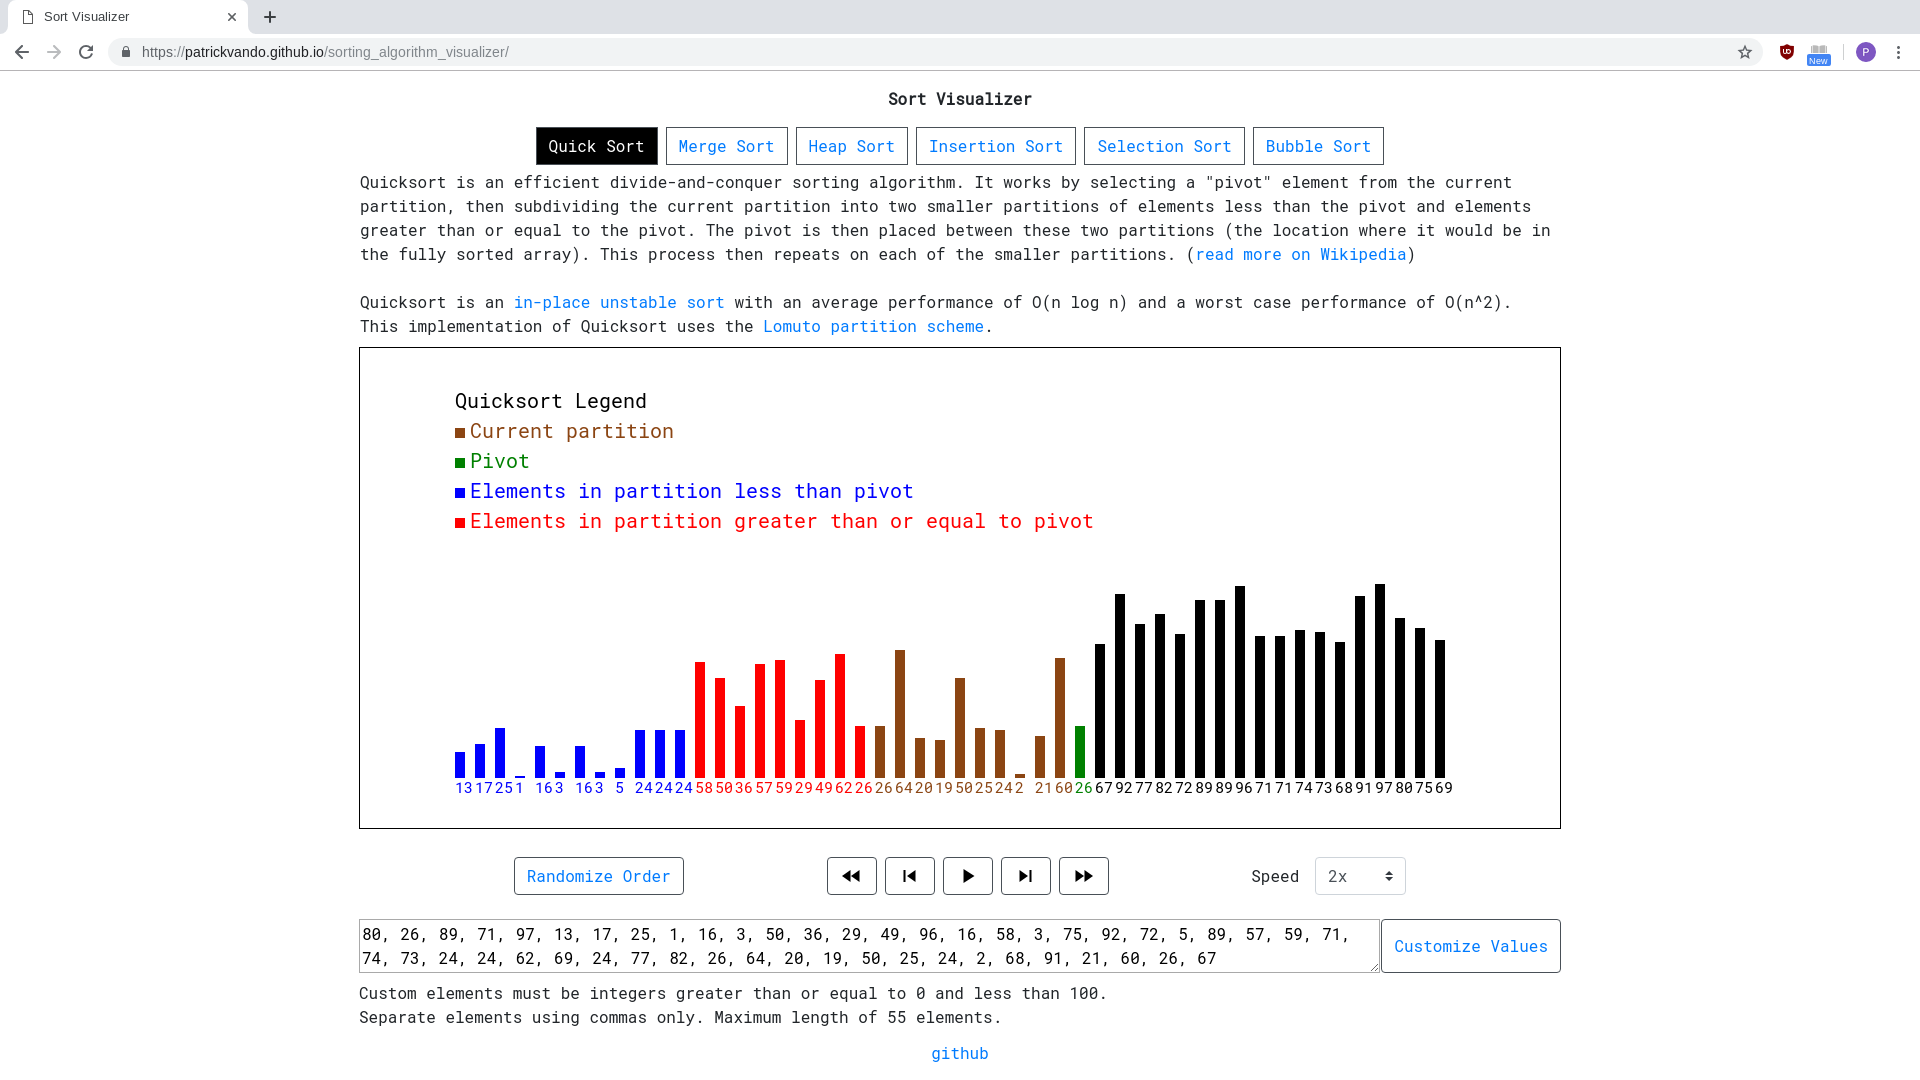 Sort Visualizer
https://patrickvando.github.io/sorting_algorithm_visualizer/
UD
New
P
Sort Visualizer
Quick Sort Merge Sort Heap Sort Insertion Sort Selection Sort Bubble Sort
Quicksort is an efficient divide-and-conquer sorting algorithm. It works by selecting a "pivot" element from the current
partition, then subdividing the current partition into two smaller partitions of elements less than the pivot and elements
greater than or equal to the pivot. The pivot is then placed between these two partitions (the location where it would be in
the fully sorted array). This process then repeats on each of the smaller partitions. (read more on Wikipedia)
Quicksort is an in-place unstable sort with an average performance of O(n log n) and a worst case performance of O(n^2).
This implementation of Quicksort uses the Lomuto partition scheme.
Quicksort Legend
Current partition
Pivot
Elements in partition less than pivot
Elements in partition greater than or equal to pivot
13 17 25 1 16 3 16 3 5 24 24 24 58 50 36 57 59 29 49 62 26 26 64 20 19 50 25 24 2 21 60 26 67 92 77 82 72 89 89 96 71 71 74 73 68 91 97 80 75 69
Randomize Order Speed 2x
80, 26, 89, 71, 97, 13, 17, 25, 1, 16, 3, 50, 36, 29, 49, 96, 16, 58, 3, 75, 92, 72, 5, 89, 57, 59, 71,
74, 73, 24, 24, 62, 69, 24, 77, 82, 26, 64, 20, 19, 50, 25, 24, 2, 68, 91, 21, 60, 26, 67
Customize Values
Custom elements must be integers greater than or equal to 0 and less than 100.
Separate elements using commas only. Maximum length of 55 elements.
github